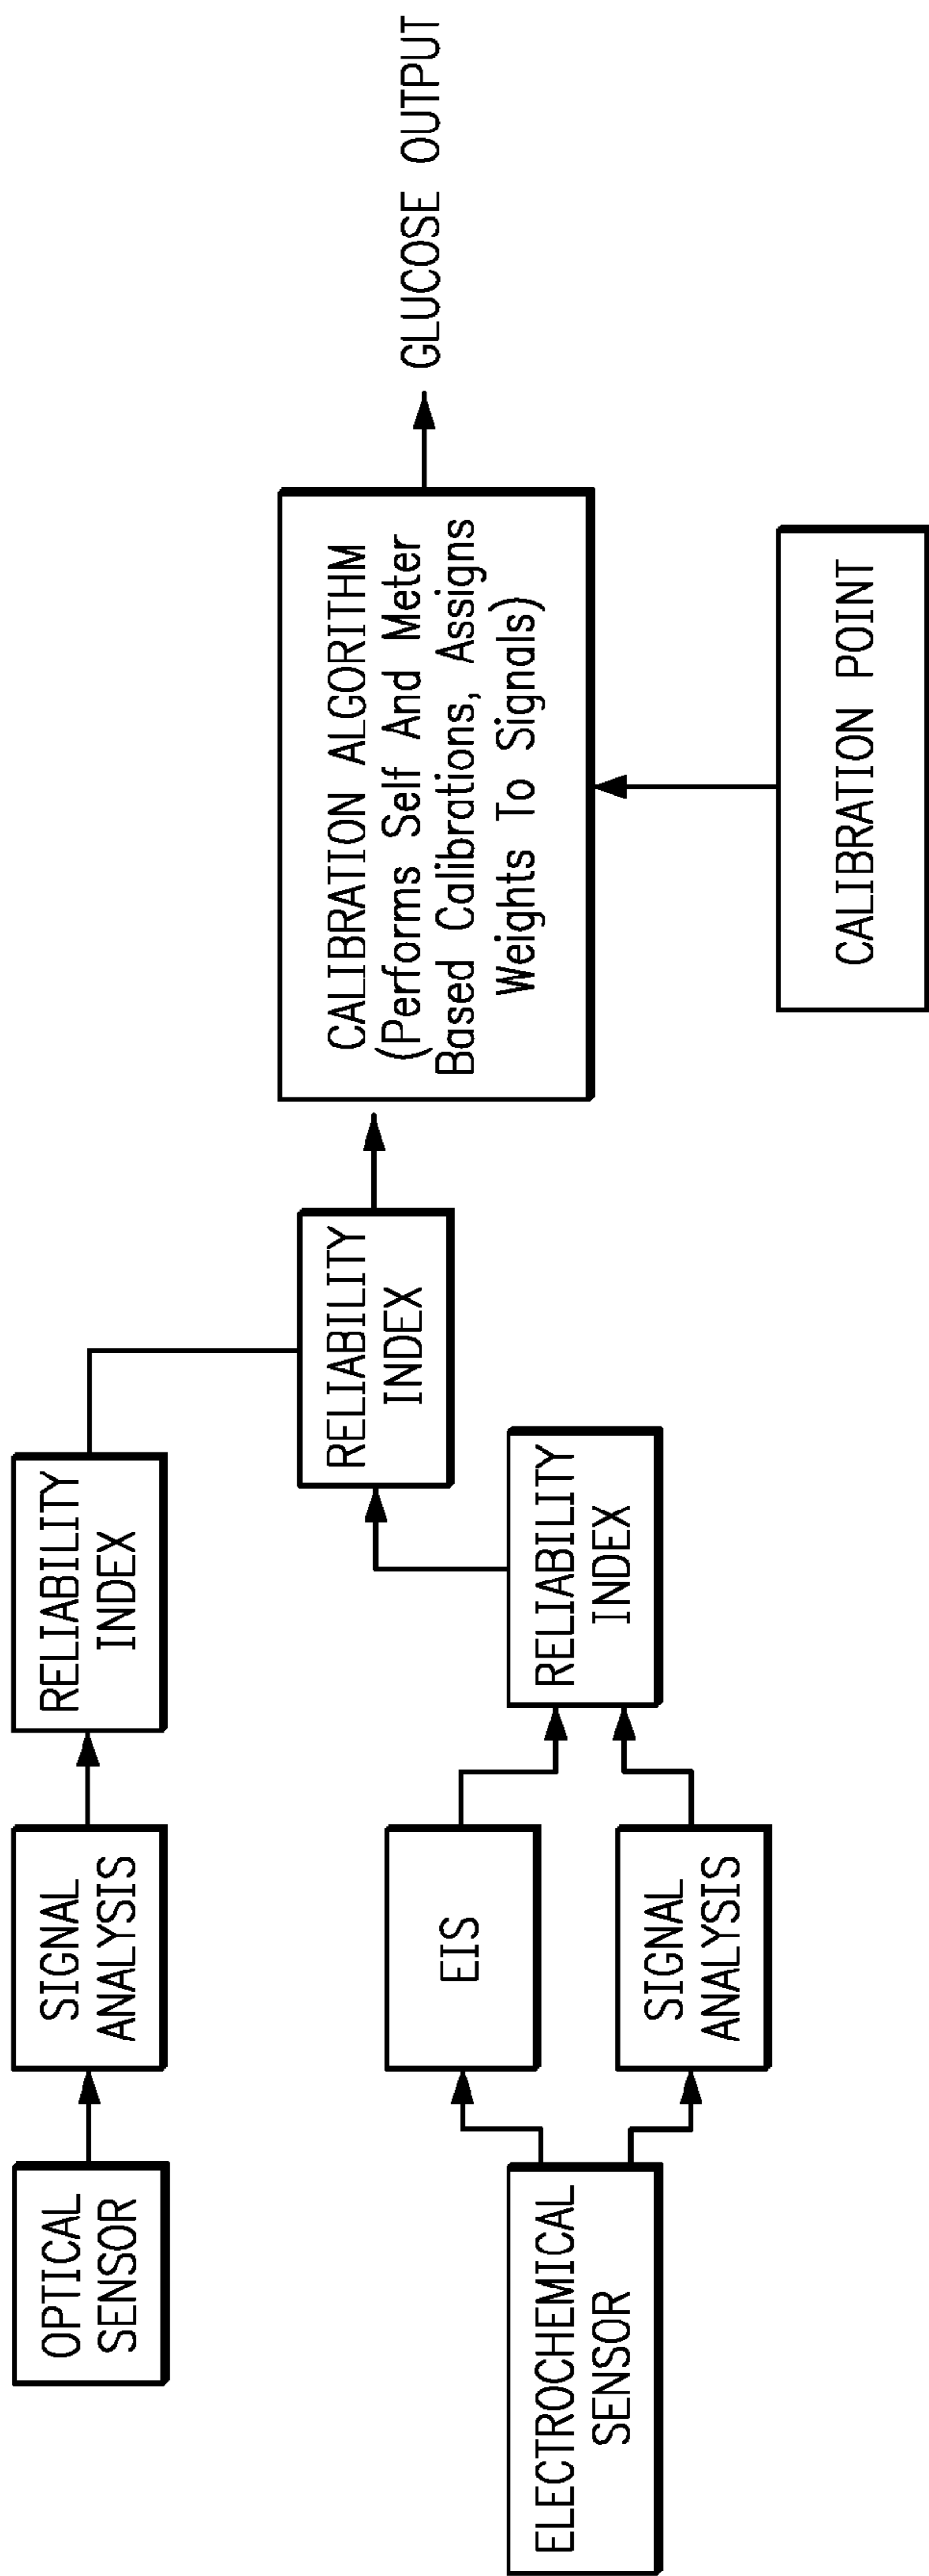 OPTICAL
SENSOR
SIGNAL
ANALYSIS
RELIABILITY
INDEX
ELECTROCHEMICAL
SENSOR
EIS
SIGNAL
ANALYSIS
RELIABILITY
INDEX
RELIABILITY
INDEX
CALIBRATION ALGORITHM
(Performs Self And Meter
Based Calibrations, Assigns
Weights To Signals)
CALIBRATION POINT
GLUCOSE OUTPUT